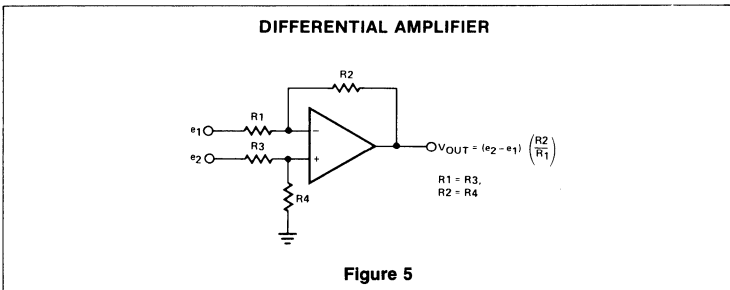 DIFFERENTIAL AMPLIFIER
R2
R1
e1
−
VOUT = (e2 − e1) (R2/R1)
e2
R3
+
R1 = R3,
R2 = R4
R4
Figure 5